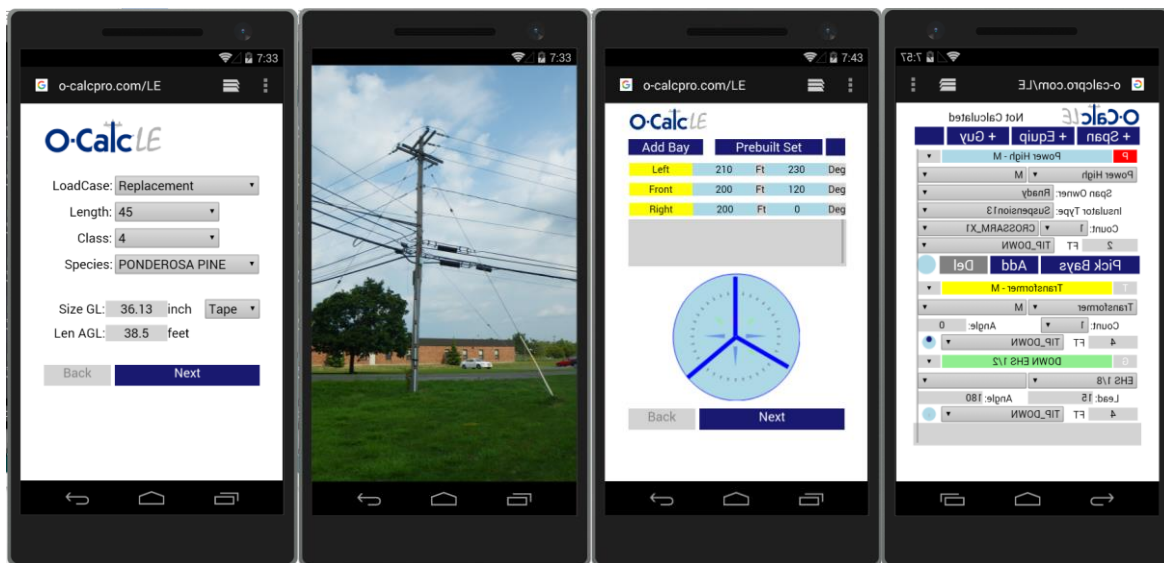 7:33
o-calcpro.com/LE
O-Calc LE
LoadCase: Replacement
Length: 45
Class: 4
Species: PONDEROSA PINE
Size GL: 36.13 inch Tape
Len AGL: 38.5 feet
Back Next
7:33
7:43
o-calcpro.com/LE
O-Calc LE
Add Bay Prebuilt Set
Left 210 Ft 230 Deg
Front 200 Ft 120 Deg
Right 200 Ft 0 Deg
Back Next
7:57
o-calcpro.com/LE
O-Calc LE Not Calculated
+ Span + Equip + Guy
P Power High - M
Power High M
Span Owner: Rnady
Insulator Type: Suspension13
Count: 1 CROSSARM_X1
2 FT TIP_DOWN
Pick Bays Add Del
T Transformer - M
Transformer M
Count: 1 Angle: 0
4 FT TIP_DOWN
G DOWN EHS 1/2
EHS 1/8
Lead: 15 Angle: 180
4 FT TIP_DOWN